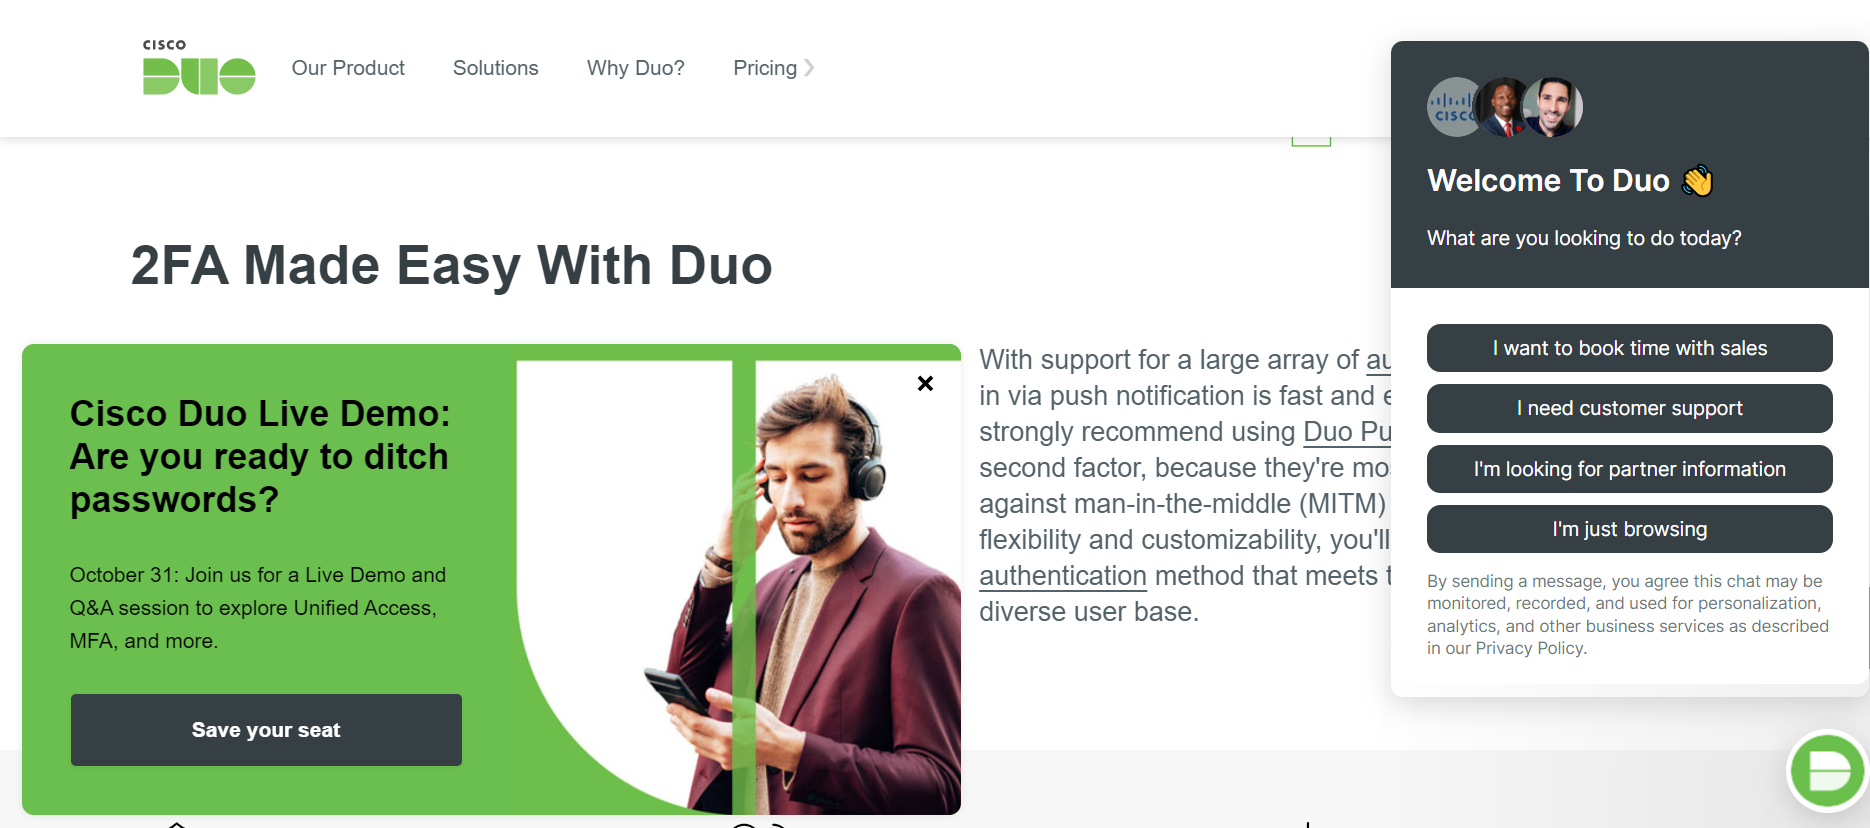 CISCO
DUO
Our Product
Solutions
Why Duo?
Pricing
2FA Made Easy With Duo
Cisco Duo Live Demo:
Are you ready to ditch
passwords?
October 31: Join us for a Live Demo and
Q&A session to explore Unified Access,
MFA, and more.
Save your seat
With support for a large array of
in via push notification is fast and
strongly recommend using Duo
second factor, because they're
against man-in-the-middle (MITM)
flexibility and customizability, you'll
authentication method that meets
diverse user base.
CISCO
Welcome To Duo 👋
What are you looking to do today?
I want to book time with sales
I need customer support
I'm looking for partner information
I'm just browsing
By sending a message, you agree this chat may be
monitored, recorded, and used for personalization,
analytics, and other business services as described
in our Privacy Policy.